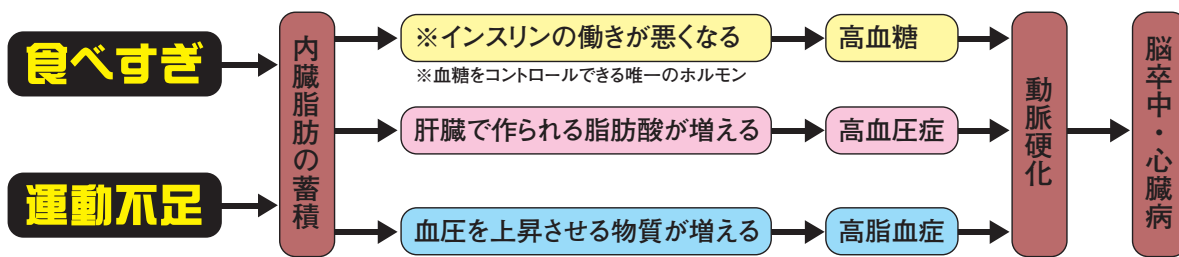 食べすぎ
運動不足
内臓脂肪の蓄積
※インスリンの働きが悪くなる
※血糖をコントロールできる唯一のホルモン
高血糖
肝臓で作られる脂肪酸が増える
高血圧症
血圧を上昇させる物質が増える
高脂血症
動脈硬化
脳卒中・心臓病